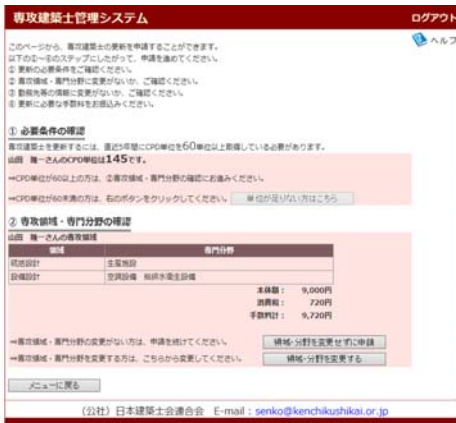 専攻建築士管理システム
ログアウト
ヘルプ
このページから、専攻建築士の更新を申請することができます。
以下の①~④のステップにしたがって、申請を進めてください。
① 更新の必要条件をご確認ください。
② 専攻領域・専門分野に変更がないか、ご確認ください。
③ 勤務先等の情報に変更がないか、ご確認ください。
④ 更新に必要な手数料をお振込みください。
① 必要条件の確認
専攻建築士を更新するには、直近5年間にCPD単位を60単位以上取得している必要があります。
山田 隆一さんのCPD単位は145です。
⇒CPD単位が60以上の方は、②専攻領域・専門分野の確認にお進みください。
⇒CPD単位が60未満の方は、右のボタンをクリックしてください。 単位が足りない方はこちら
② 専攻領域・専門分野の確認
山田 隆一さんの専攻領域
領域 専門分野
統括設計 生産施設
設備設計 空調設備 給排水衛生設備
本体額: 9,000円
消費税: 720円
手数料計: 9,720円
⇒専攻領域・専門分野の変更がない方は、申請を続けてください。 領域・分野を変更せずに申請
⇒専攻領域・専門分野を変更する方は、こちらから変更してください。 領域・分野を変更する
メニューに戻る
(公社) 日本建築士会連合会 E-mail : senko@kenchikushikai.or.jp